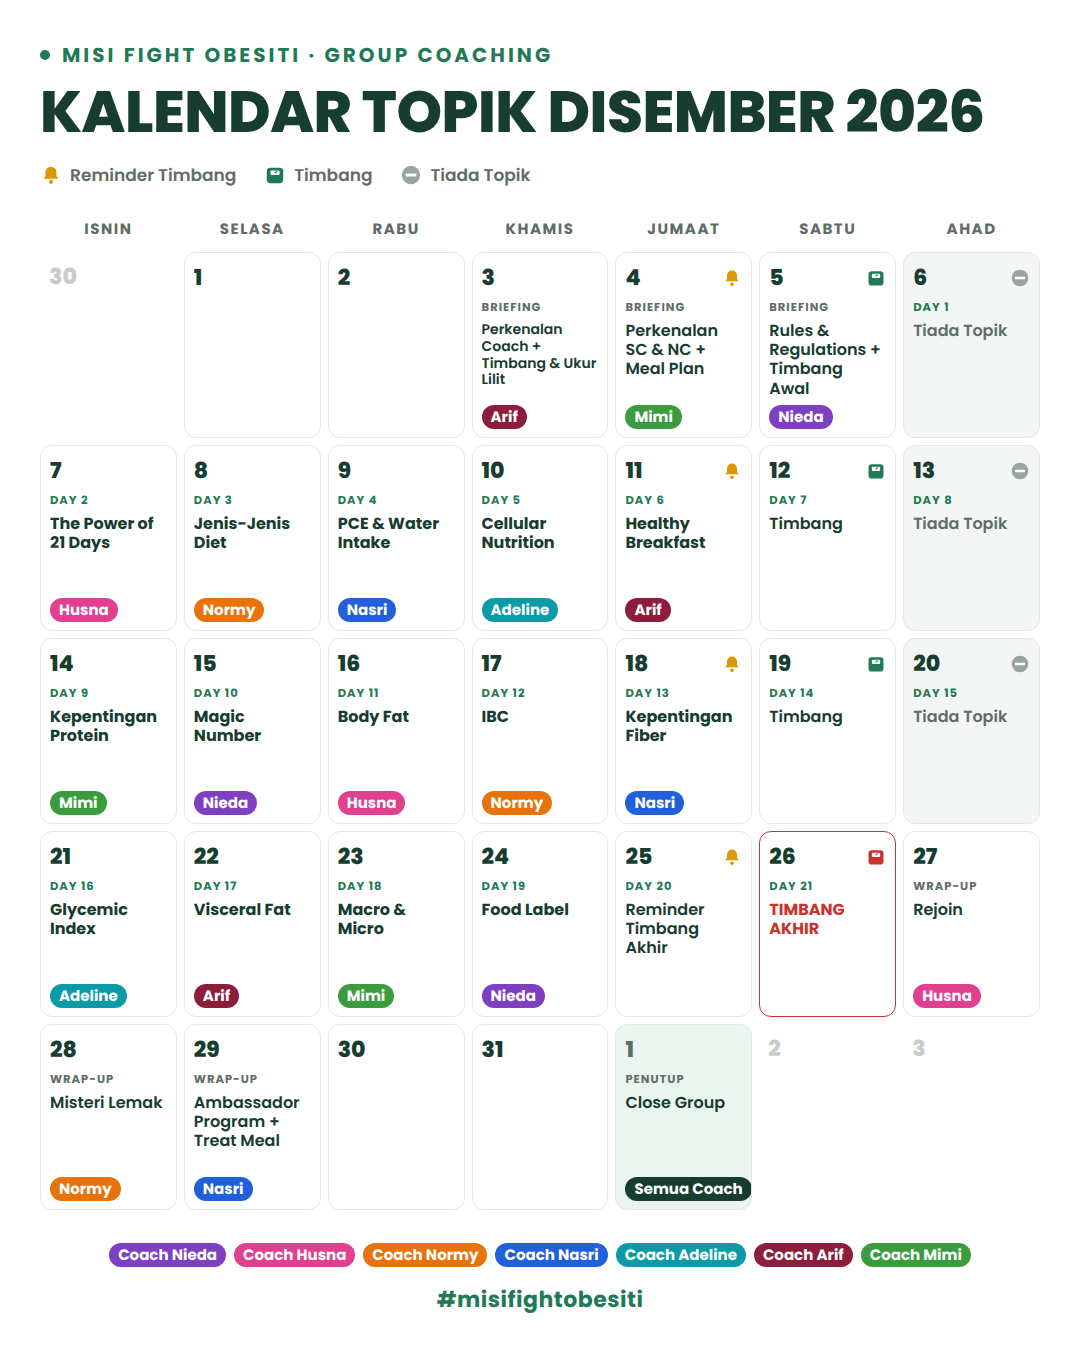 MISI FIGHT OBESITI · GROUP COACHING
KALENDAR TOPIK DISEMBER 2026
Reminder Timbang
Timbang
Tiada Topik
ISNIN
SELASA
RABU
KHAMIS
JUMAAT
SABTU
AHAD
30
1
2
3
BRIEFING
Perkenalan
Coach +
Timbang & Ukur
Lilit
Arif
4
BRIEFING
Perkenalan
SC & NC +
Meal Plan
Mimi
5
BRIEFING
Rules &
Regulations +
Timbang
Awal
Nieda
6
DAY 1
Tiada Topik
7
DAY 2
The Power of
21 Days
Husna
8
DAY 3
Jenis-Jenis
Diet
Normy
9
DAY 4
PCE & Water
Intake
Nasri
10
DAY 5
Cellular
Nutrition
Adeline
11
DAY 6
Healthy
Breakfast
Arif
12
DAY 7
Timbang
13
DAY 8
Tiada Topik
14
DAY 9
Kepentingan
Protein
Mimi
15
DAY 10
Magic
Number
Nieda
16
DAY 11
Body Fat
Husna
17
DAY 12
IBC
Normy
18
DAY 13
Kepentingan
Fiber
Nasri
19
DAY 14
Timbang
20
DAY 15
Tiada Topik
21
DAY 16
Glycemic
Index
Adeline
22
DAY 17
Visceral Fat
Arif
23
DAY 18
Macro &
Micro
Mimi
24
DAY 19
Food Label
Nieda
25
DAY 20
Reminder
Timbang
Akhir
26
DAY 21
TIMBANG
AKHIR
27
WRAP-UP
Rejoin
Husna
28
WRAP-UP
Misteri Lemak
Normy
29
WRAP-UP
Ambassador
Program +
Treat Meal
Nasri
30
31
1
PENUTUP
Close Group
Semua Coach
2
3
Coach Nieda
Coach Husna
Coach Normy
Coach Nasri
Coach Adeline
Coach Arif
Coach Mimi
#misifightobesiti